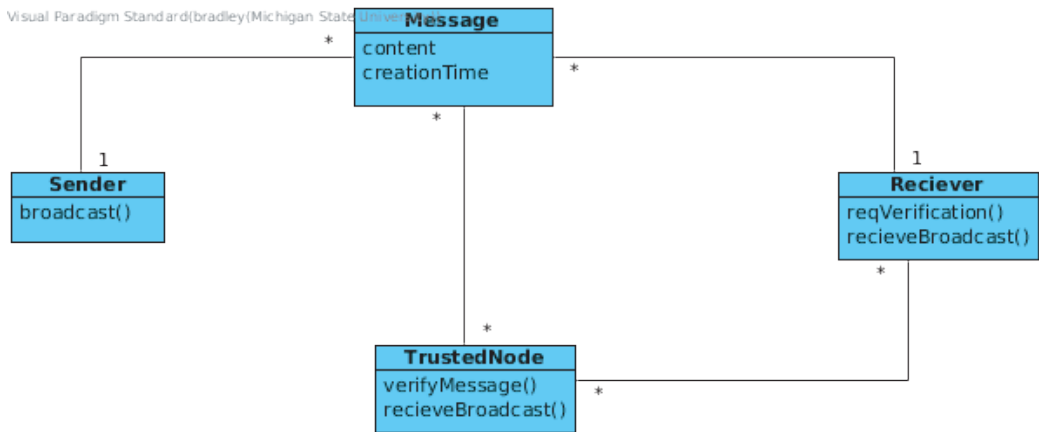 Visual Paradigm Standard(bradley(Michigan State
Message
content
creationTime
*
*
*
1
1
Sender
broadcast()
Reciever
reqVerification()
recieveBroadcast()
*
*
TrustedNode
verifyMessage()
recieveBroadcast()
*